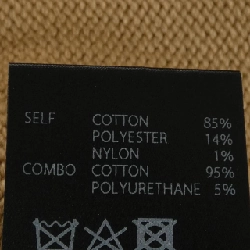 SELF COTTON 85%
POLYESTER 14%
NYLON 1%
COMBO COTTON 95%
POLYURETHANE 5%